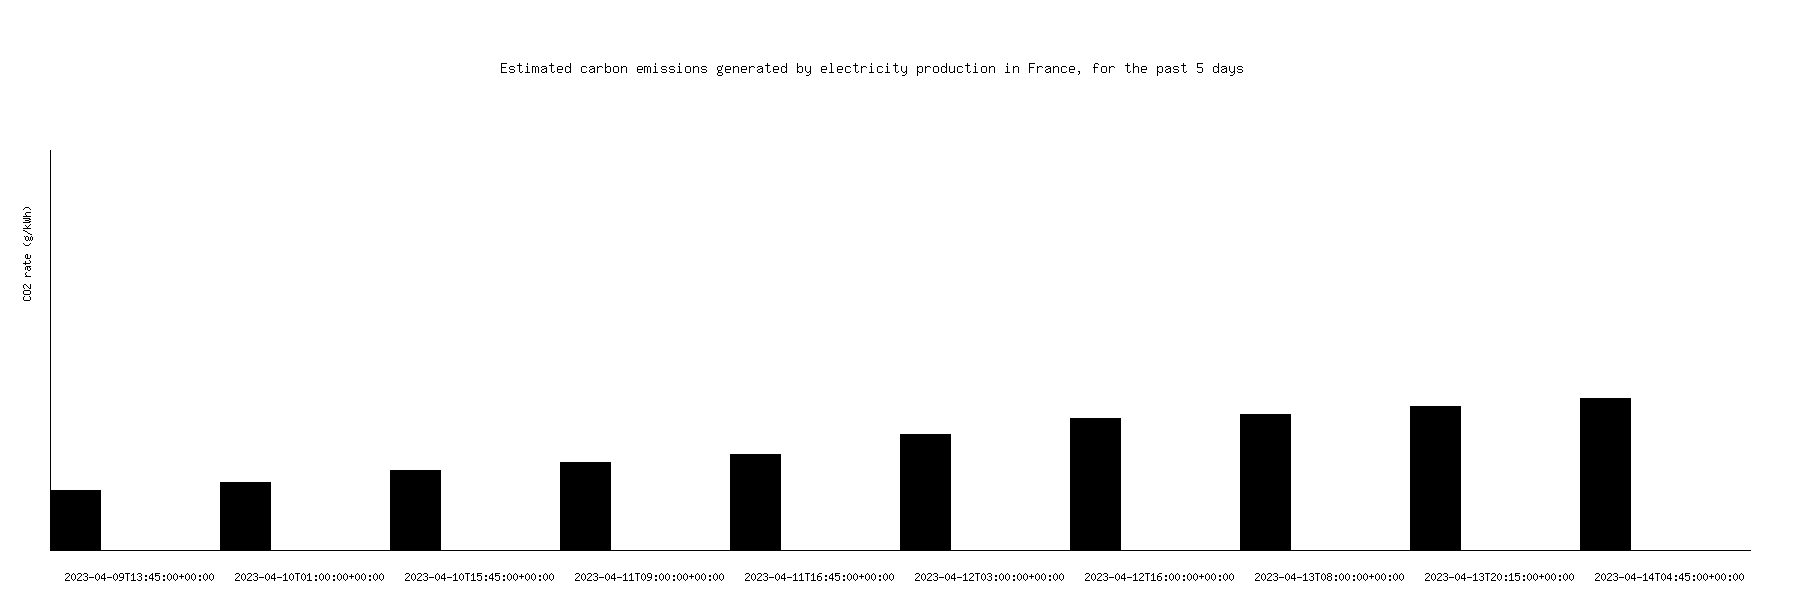 Estimated carbon emissions generated by electricity production in France, for the past 5 days
CO2 rate (g/kWh)
2023-04-09T13:45:00+00:00
2023-04-10T01:00:00+00:00
2023-04-10T15:45:00+00:00
2023-04-11T09:00:00+00:00
2023-04-11T16:45:00+00:00
2023-04-12T03:00:00+00:00
2023-04-12T16:00:00+00:00
2023-04-13T08:00:00+00:00
2023-04-13T20:15:00+00:00
2023-04-14T04:45:00+00:00